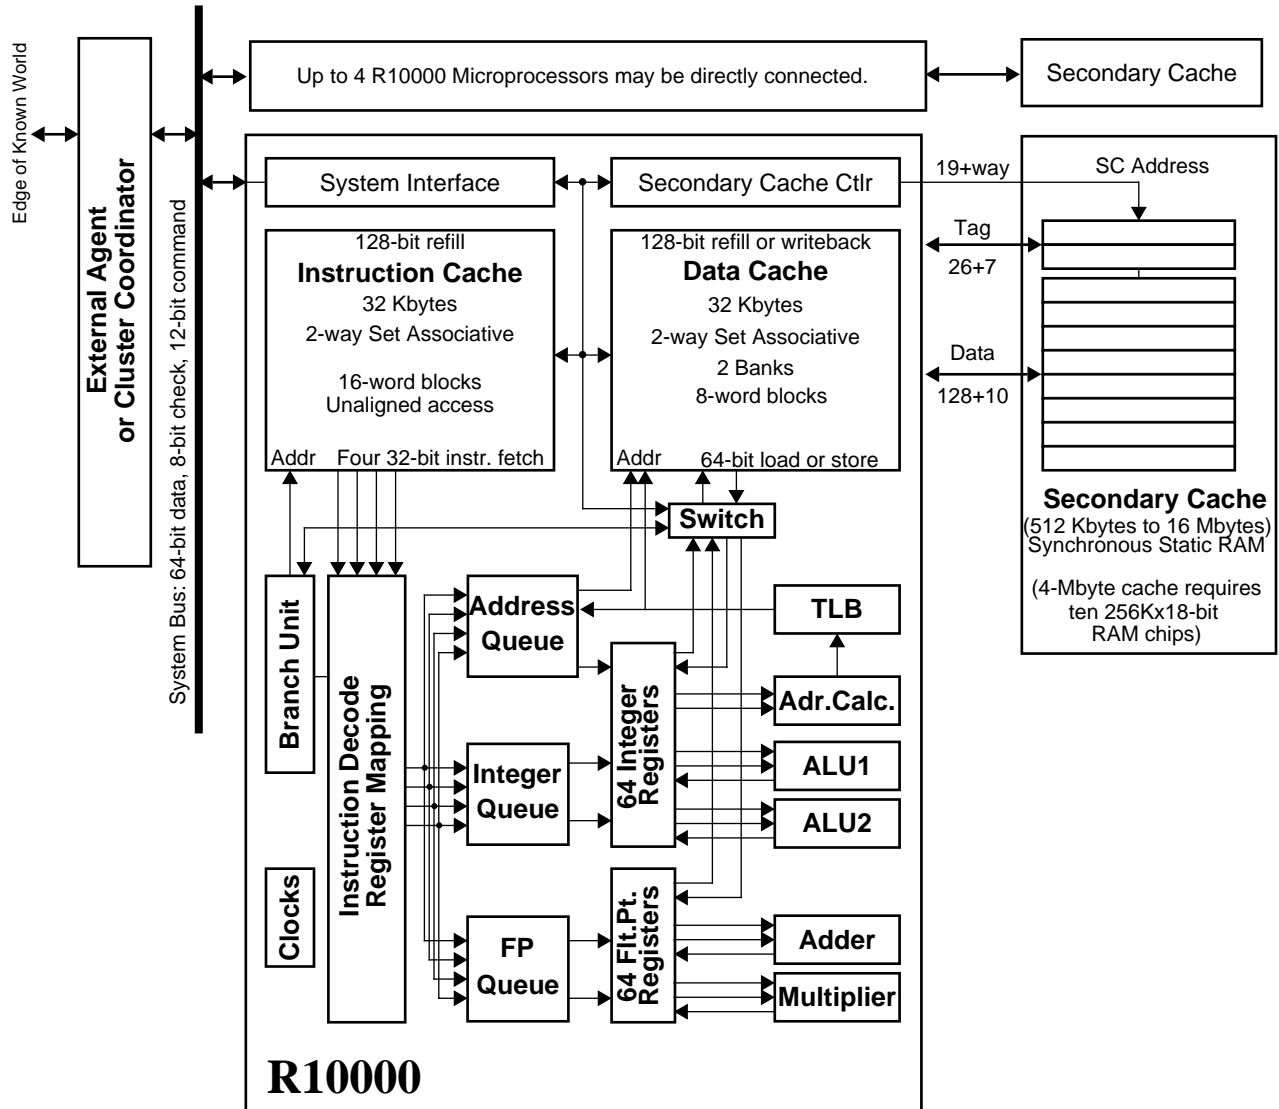 Edge of Known World
External Agent
or Cluster Coordinator
System Bus: 64-bit data, 8-bit check, 12-bit command
Up to 4 R10000 Microprocessors may be directly connected.
Secondary Cache
System Interface
Secondary Cache Ctlr
19+way
SC Address
Tag
26+7
Data
128+10
128-bit refill
Instruction Cache
32 Kbytes
2-way Set Associative
16-word blocks
Unaligned access
Addr
Four 32-bit instr. fetch
128-bit refill or writeback
Data Cache
32 Kbytes
2-way Set Associative
2 Banks
8-word blocks
Addr
64-bit load or store
Secondary Cache
(512 Kbytes to 16 Mbytes)
Synchronous Static RAM
(4-Mbyte cache requires
ten 256Kx18-bit
RAM chips)
Switch
Branch Unit
Clocks
Instruction Decode
Register Mapping
Address
Queue
Integer
Queue
FP
Queue
64 Integer
Registers
64 Flt.Pt.
Registers
TLB
Adr.Calc.
ALU1
ALU2
Adder
Multiplier
R10000